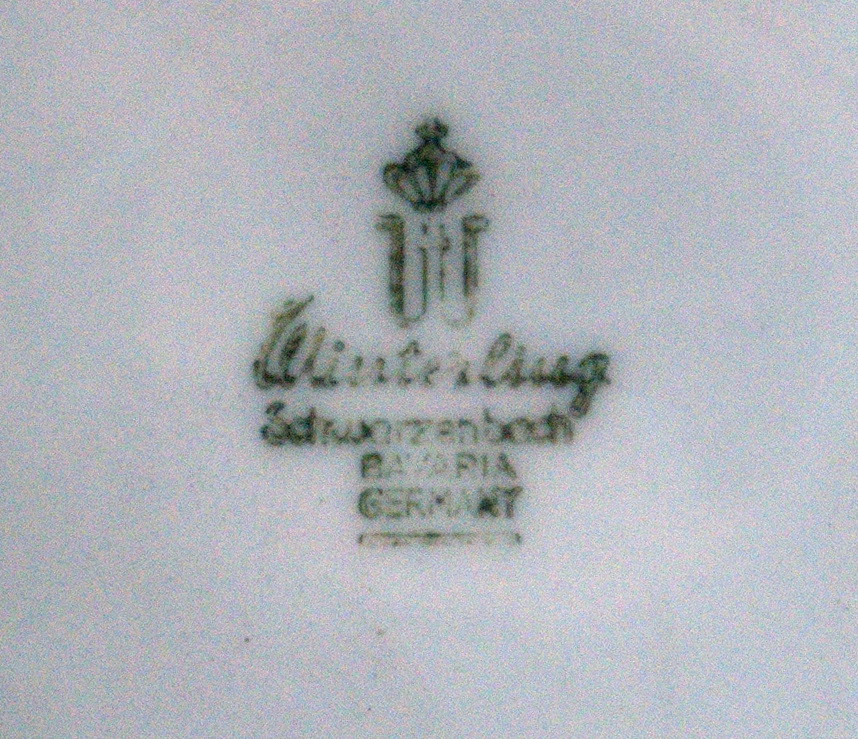 Winterling
Schwarzenbach
BAVARIA
GERMANY